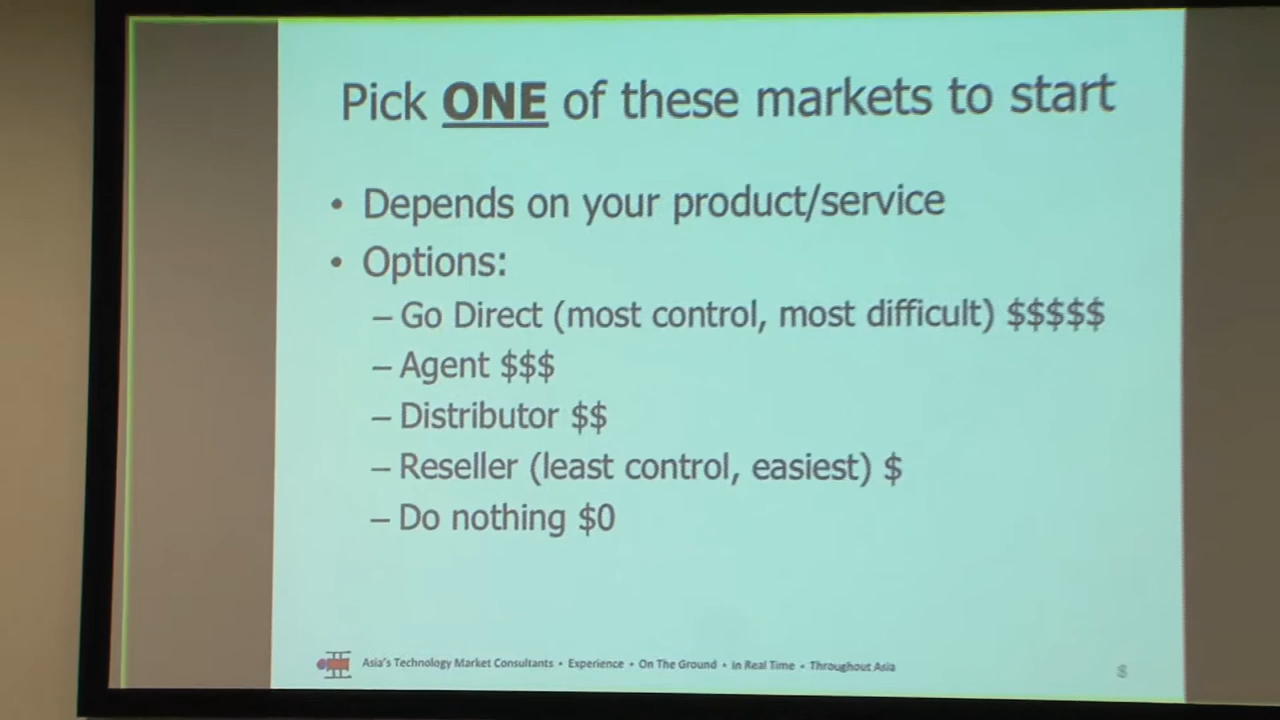 Pick ONE of these markets to start
• Depends on your product/service
• Options:
– Go Direct (most control, most difficult) $$$$$
– Agent $$$
– Distributor $$
– Reseller (least control, easiest) $
– Do nothing $0
Asia's Technology Market Consultants • Experience • On The Ground • In Real Time • Throughout Asia